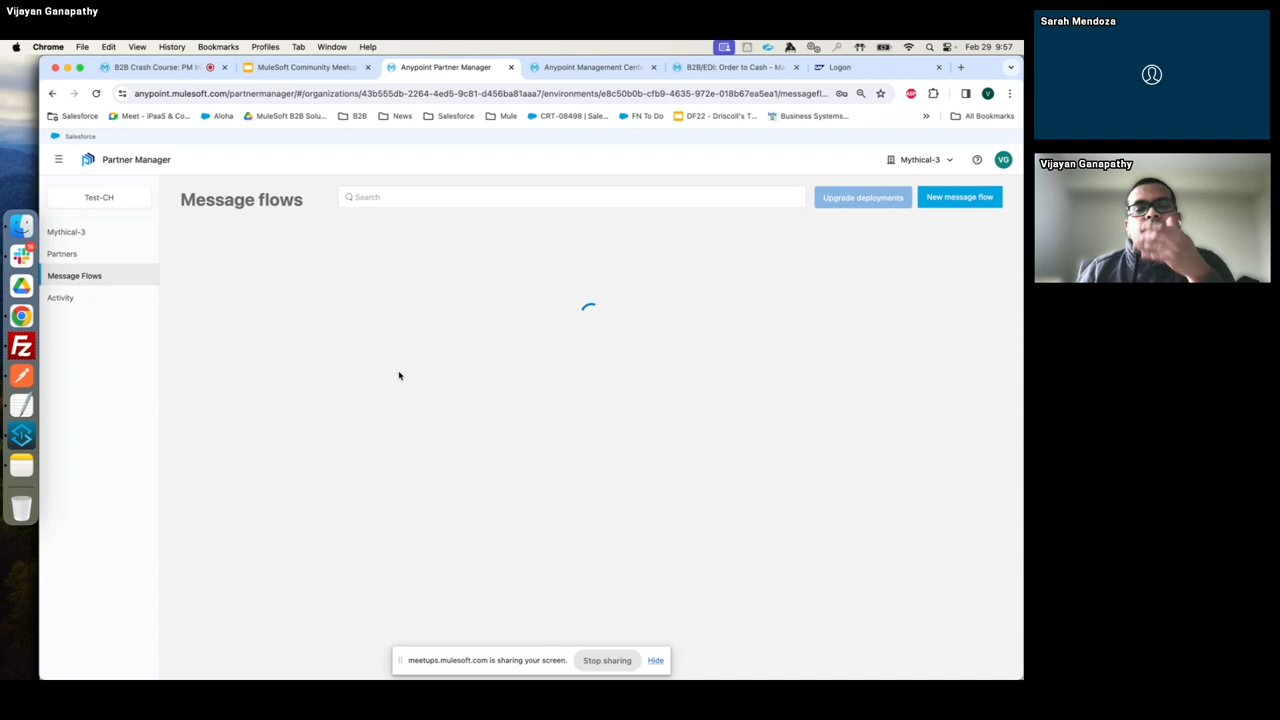 Vijayan Ganapathy
Sarah Mendoza
Vijayan Ganapathy
Chrome File Edit View History Bookmarks Profiles Tab Window Help Feb 29 9:57
B2B Crash Course: PM In MuleSoft Community Meetu Anypoint Partner Manager Anypoint Management Cent B2B/EDI: Order to Cash - M Logon
anypoint.mulesoft.com/partnermanager/#/organizations/43b555db-2264-4ed5-9c81-d456ba81aaa7/environments/e8c50b0b-cfb9-4635-972e-018b67ea5ea1/messagefl...
Salesforce Meet - iPaaS & Co... Aloha MuleSoft B2B Solu... B2B News Salesforce Mule CRT-08498 | Sale... FN To Do DF22 - Driscoll's T... Business Systems... » All Bookmarks
Salesforce
Partner Manager Mythical-3 VG
Test-CH
Message flows Search Upgrade deployments New message flow
Mythical-3
Partners
Message Flows
Activity
meetups.mulesoft.com is sharing your screen. Stop sharing Hide